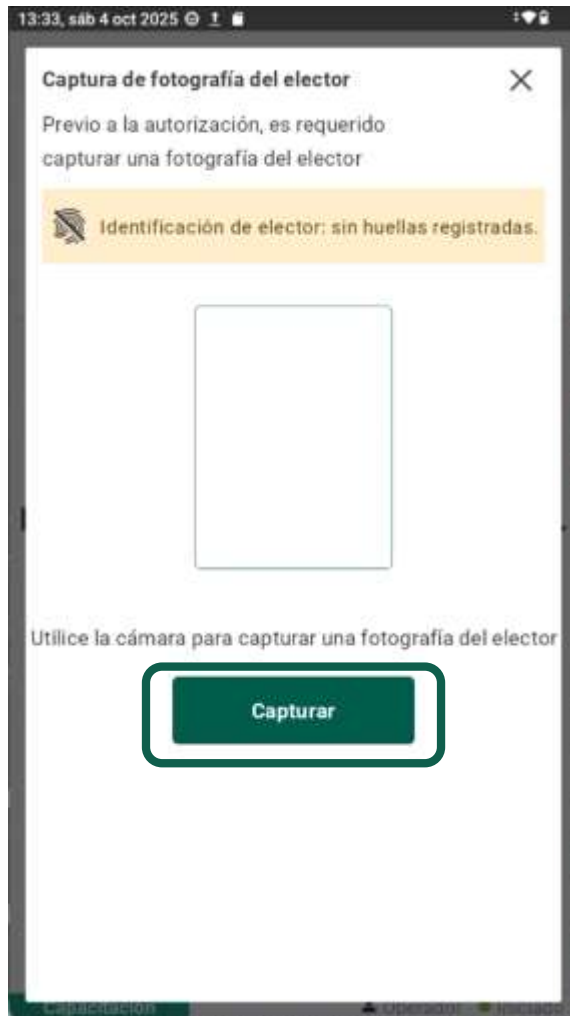 13:33, sáb 4 oct 2025
Captura de fotografía del elector
Previo a la autorización, es requerido
capturar una fotografía del elector
Identificación de elector: sin huellas registradas.
Utilice la cámara para capturar una fotografía del elector
Capturar
Capacitación Operador Iniciado